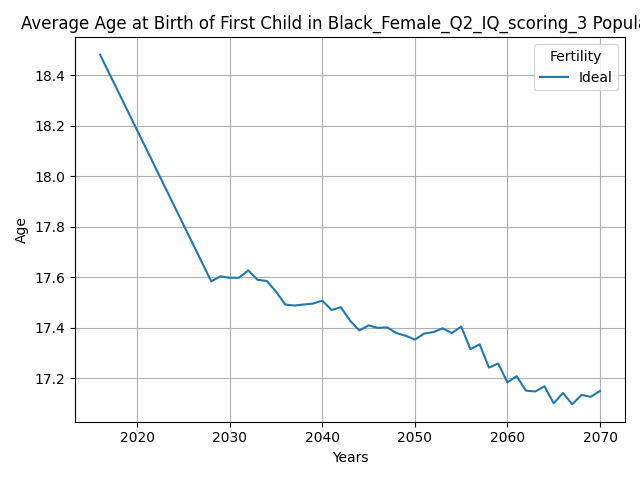 Average Age at Birth of First Child in Black_Female_Q2_IQ_scoring_3 Popula
Fertility
Ideal
18.4
18.2
18.0
17.8
17.6
17.4
17.2
Age
2020 2030 2040 2050 2060 2070
Years